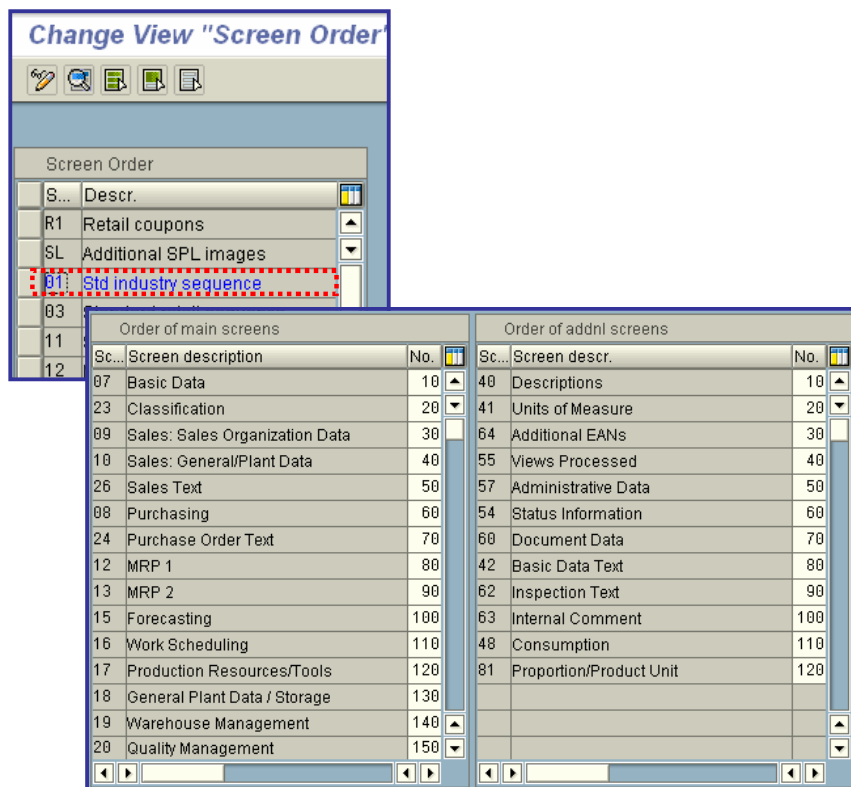 Change View "Screen Order"
Screen Order
S... Descr.
R1 Retail coupons
SL Additional SPL images
01 Std industry sequence
03
11
12
Order of main screens
Sc... Screen description No.
07 Basic Data 10
23 Classification 20
09 Sales: Sales Organization Data 30
10 Sales: General/Plant Data 40
26 Sales Text 50
08 Purchasing 60
24 Purchase Order Text 70
12 MRP 1 80
13 MRP 2 90
15 Forecasting 100
16 Work Scheduling 110
17 Production Resources/Tools 120
18 General Plant Data / Storage 130
19 Warehouse Management 140
20 Quality Management 150
Order of addnl screens
Sc... Screen descr. No.
40 Descriptions 10
41 Units of Measure 20
64 Additional EANs 30
55 Views Processed 40
57 Administrative Data 50
54 Status Information 60
60 Document Data 70
42 Basic Data Text 80
62 Inspection Text 90
63 Internal Comment 100
48 Consumption 110
81 Proportion/Product Unit 120